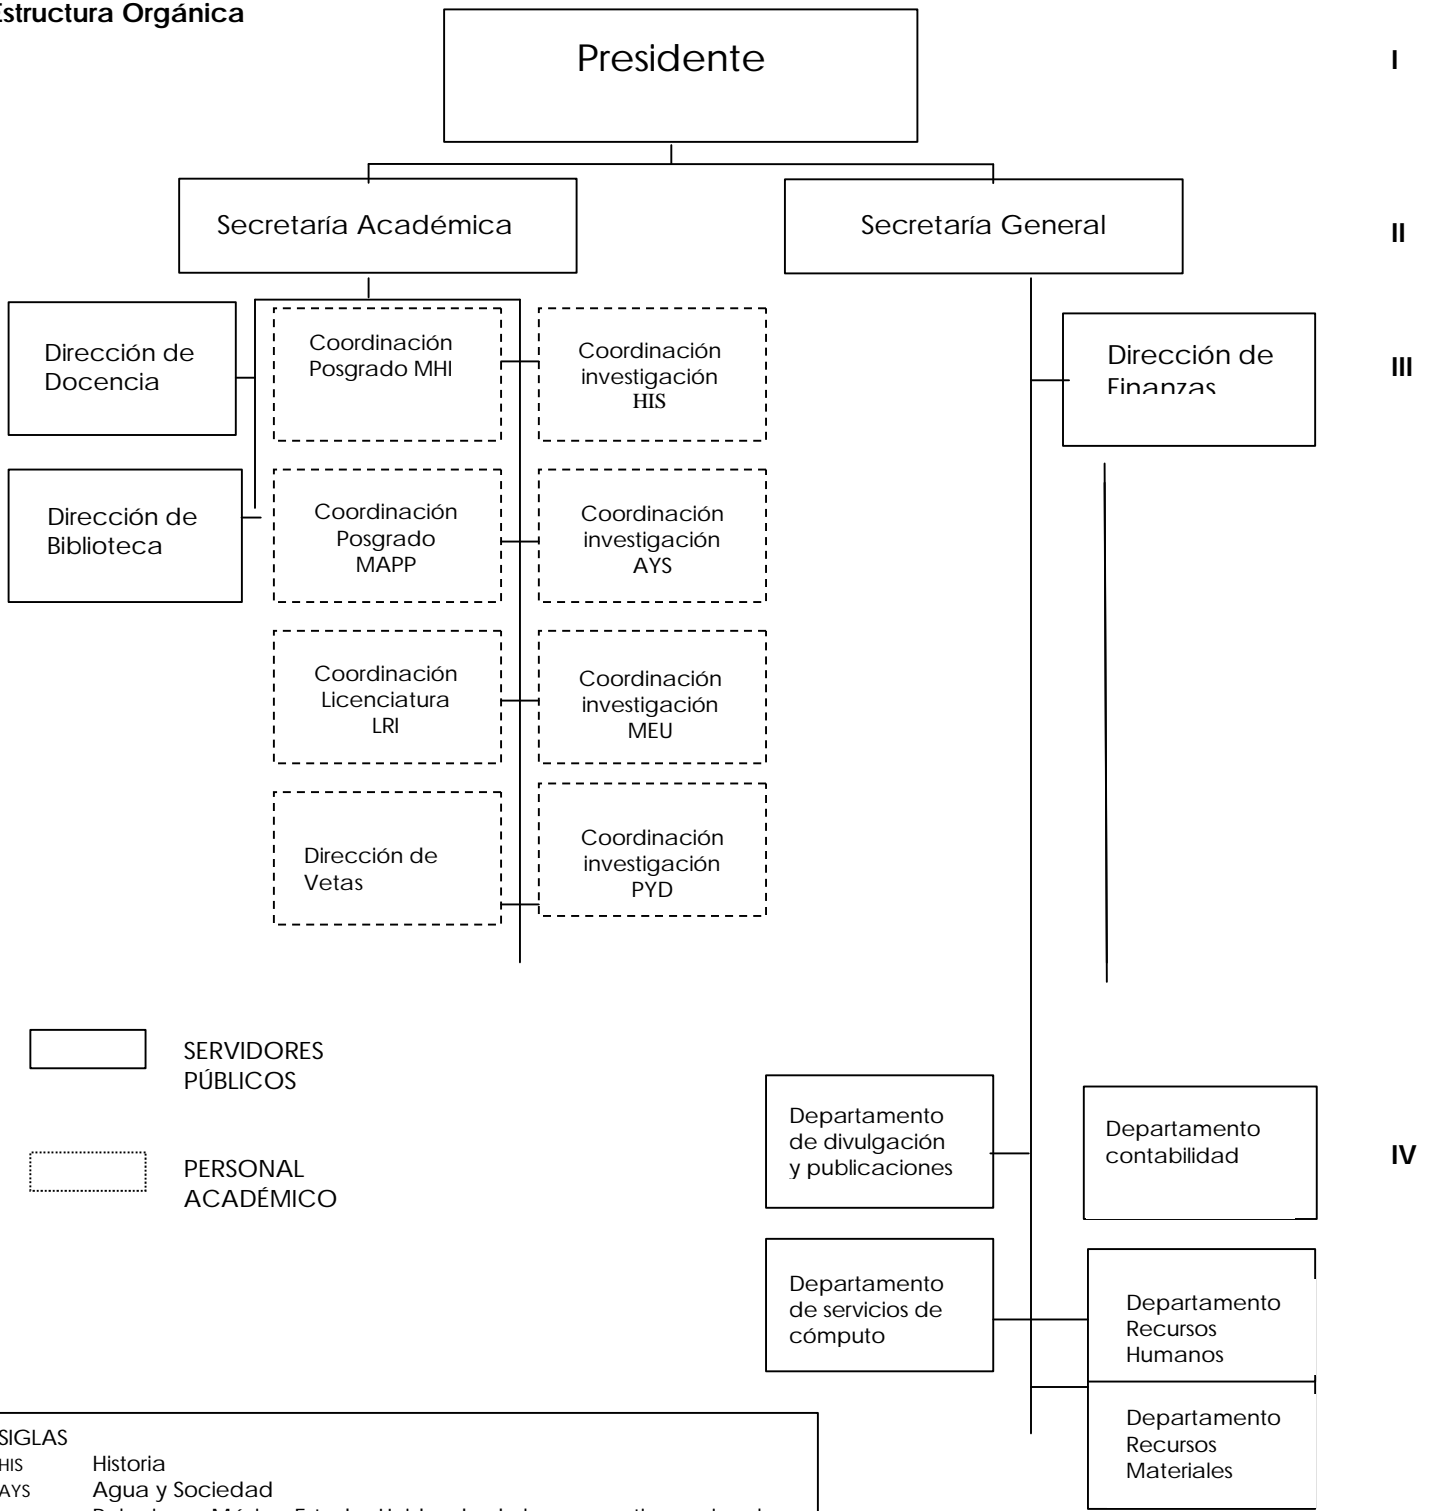 Estructura Orgánica
Presidente
I
Secretaría Académica
Secretaría General
II
Dirección de
Docencia
Coordinación
Posgrado MHI
Coordinación
investigación
HIS
Dirección de
Finanzas
III
Dirección de
Biblioteca
Coordinación
Posgrado
MAPP
Coordinación
investigación
AYS
Coordinación
Licenciatura
LRI
Coordinación
investigación
MEU
Dirección de
Vetas
Coordinación
investigación
PYD
SERVIDORES
PÚBLICOS
PERSONAL
ACADÉMICO
Departamento
de divulgación
y publicaciones
Departamento
contabilidad
IV
Departamento
de servicios de
cómputo
Departamento
Recursos
Humanos
Departamento
Recursos
Materiales
SIGLAS
HIS Historia
AYS Agua y Sociedad